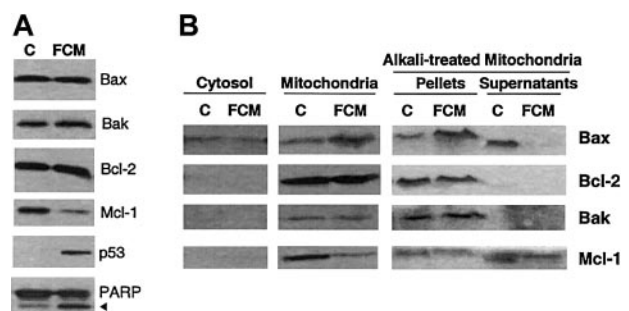 A
C FCM
Bax
Bak
Bcl-2
Mcl-1
p53
PARP
B
Alkali-treated Mitochondria
Cytosol Mitochondria Pellets Supernatants
C FCM C FCM C FCM C FCM
Bax
Bcl-2
Bak
Mcl-1